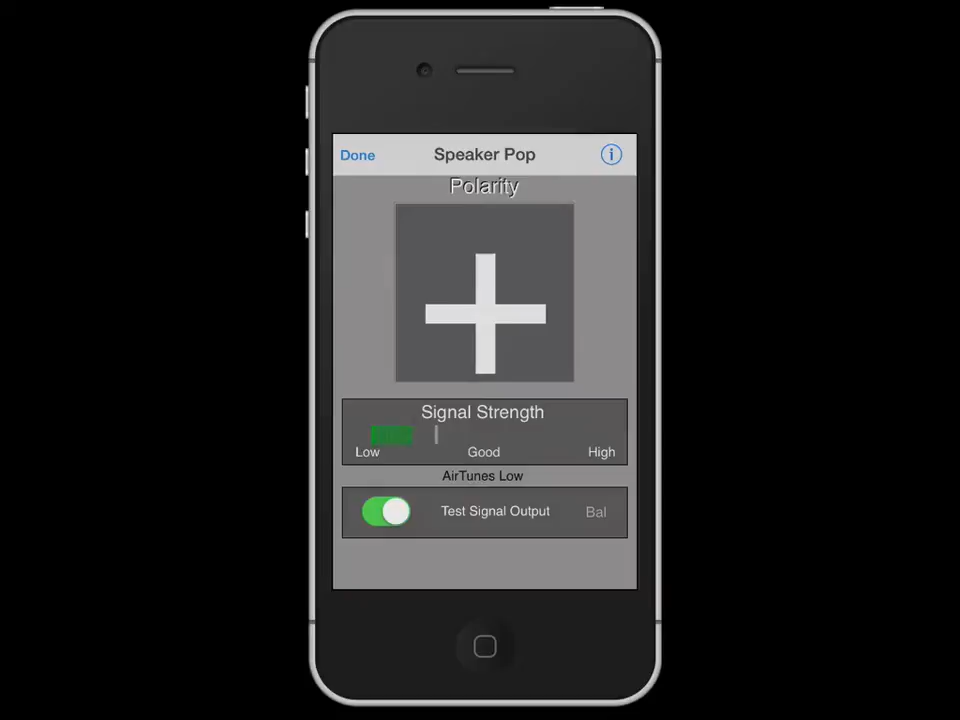 Done Speaker Pop i
Polarity
Signal Strength
Low Good High
AirTunes Low
Test Signal Output Bal